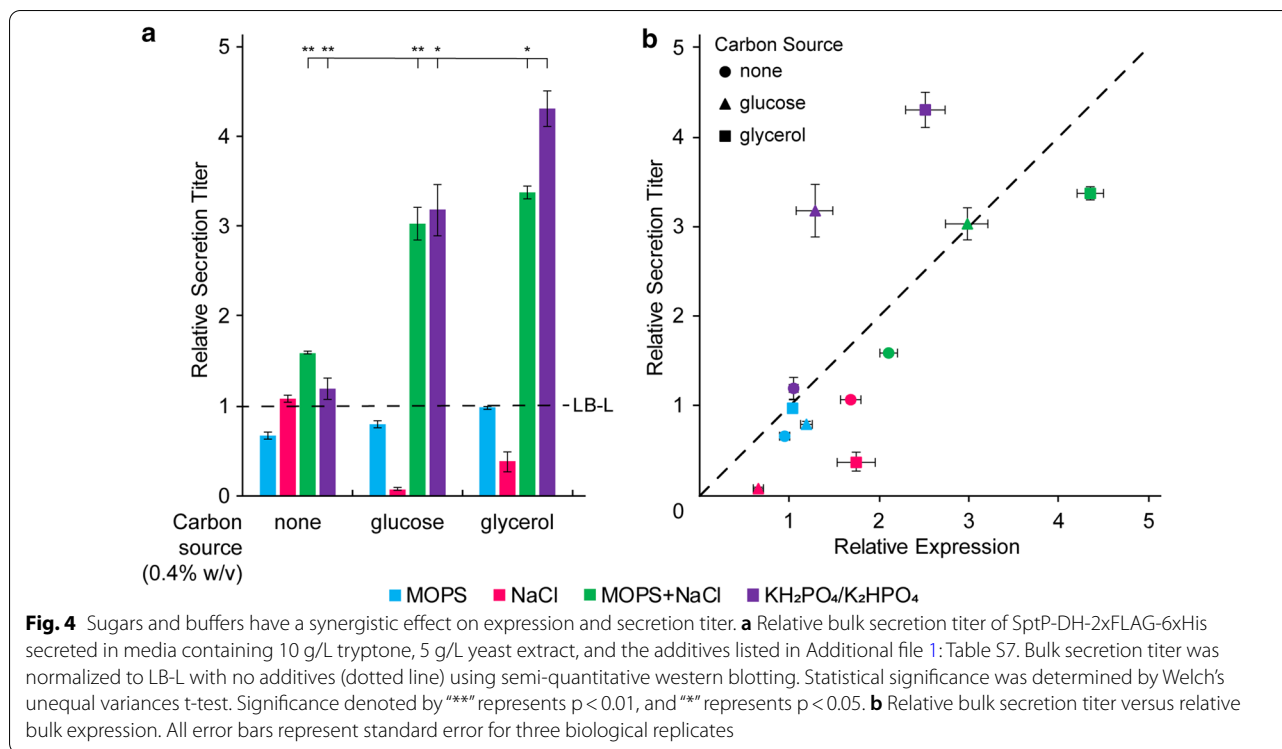 a
** ** ** * *
5
4
3
2
1
0
Relative Secretion Titer
LB-L
none glucose glycerol
Carbon
source
(0.4% w/v)
b
5
4
3
2
1
0
Relative Secretion Titer
Carbon Source
none
glucose
glycerol
1 2 3 4 5
Relative Expression
MOPS NaCl MOPS+NaCl KH₂PO₄/K₂HPO₄
Fig. 4 Sugars and buffers have a synergistic effect on expression and secretion titer. a Relative bulk secretion titer of SptP-DH-2xFLAG-6xHis
secreted in media containing 10 g/L tryptone, 5 g/L yeast extract, and the additives listed in Additional file 1: Table S7. Bulk secretion titer was
normalized to LB-L with no additives (dotted line) using semi-quantitative western blotting. Statistical significance was determined by Welch’s
unequal variances t-test. Significance denoted by “**” represents p < 0.01, and “*” represents p < 0.05. b Relative bulk secretion titer versus relative
bulk expression. All error bars represent standard error for three biological replicates